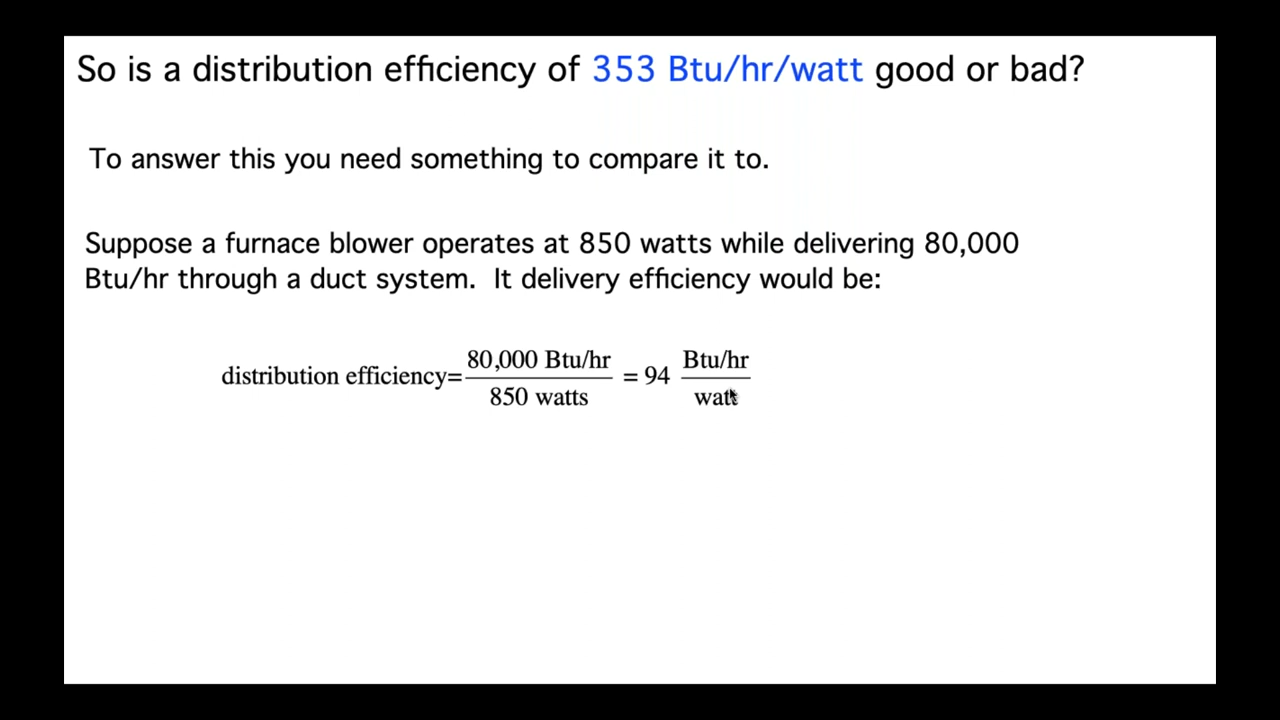 So is a distribution efficiency of 353 Btu/hr/watt good or bad?
To answer this you need something to compare it to.
Suppose a furnace blower operates at 850 watts while delivering 80,000
Btu/hr through a duct system.  It delivery efficiency would be:
distribution efficiency= 80,000 Btu/hr / 850 watts = 94 Btu/hr / watt